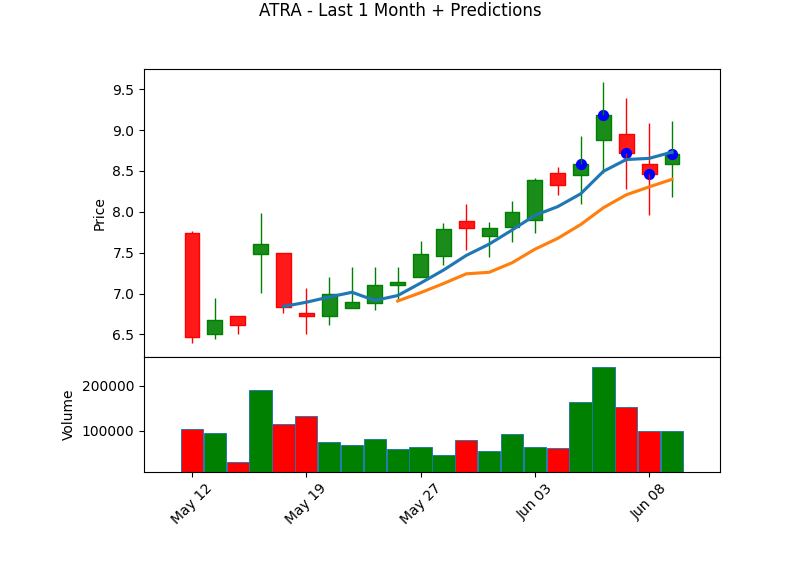 ATRA - Last 1 Month + Predictions
9.5
9.0
8.5
8.0
7.5
7.0
6.5
Price
200000
100000
Volume
May 12
May 19
May 27
Jun 03
Jun 08